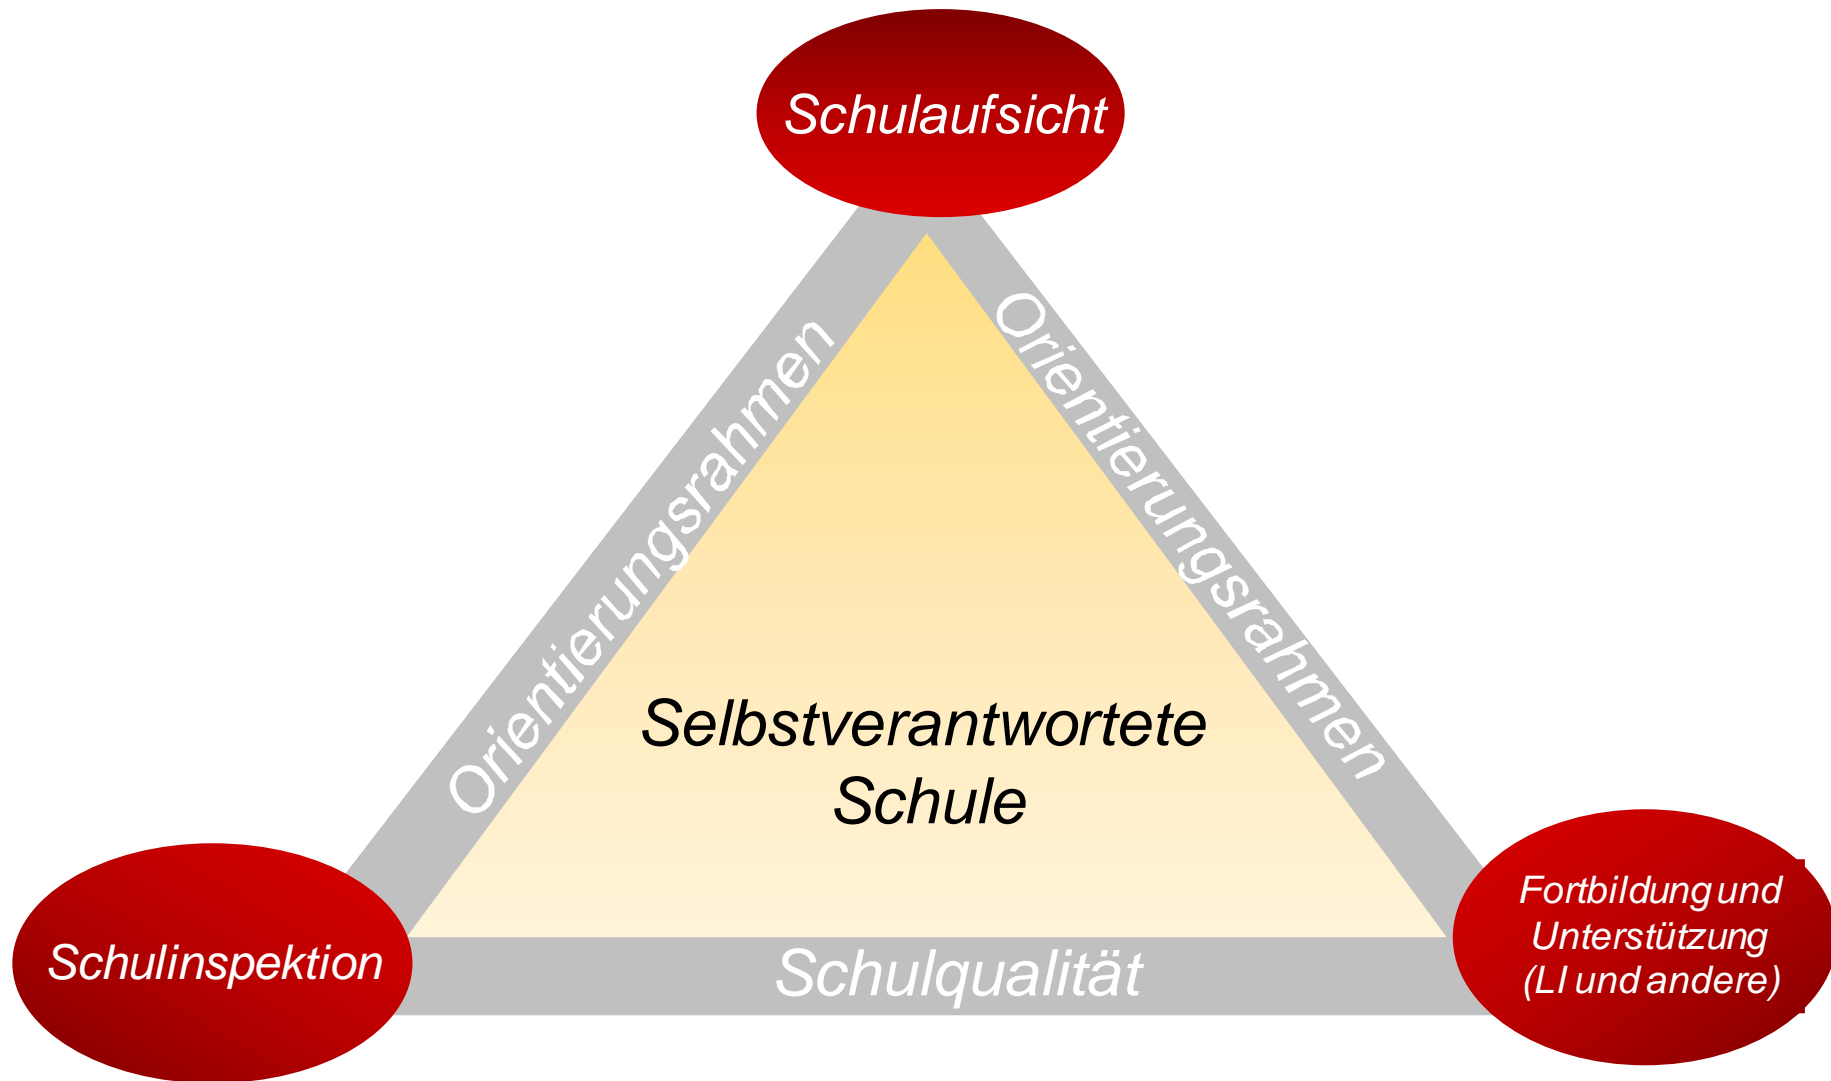 Schulaufsicht
Orientierungsrahmen
Orientierungsrahmen
Selbstverantwortete
Schule
Schulinspektion
Schulqualität
Fortbildung und
Unterstützung
(LI und andere)